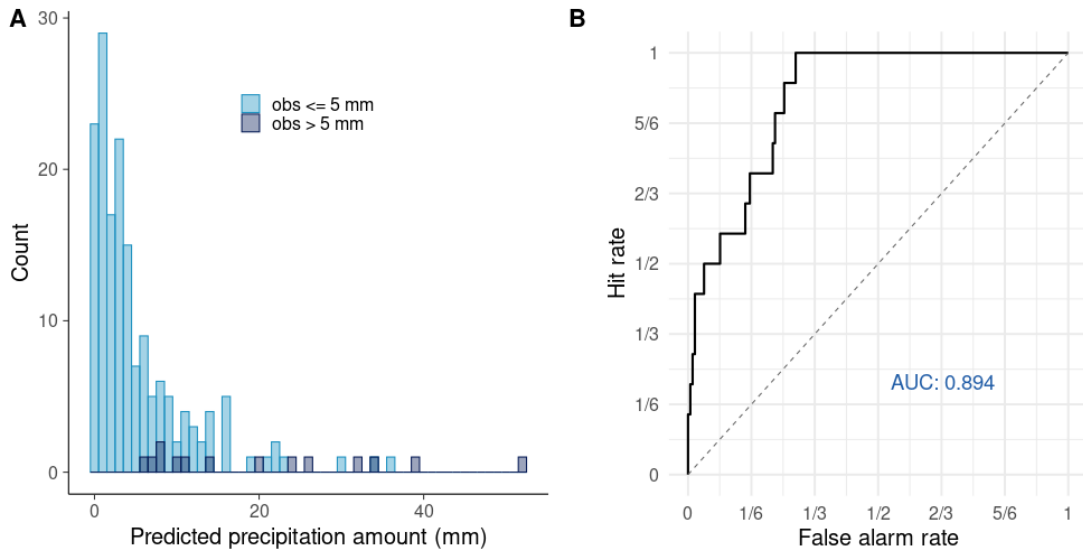 A
30
20
10
0
Count
obs <= 5 mm
obs > 5 mm
0 20 40
Predicted precipitation amount (mm)
B
1
5/6
2/3
1/2
1/3
1/6
0
Hit rate
AUC: 0.894
0 1/6 1/3 1/2 2/3 5/6 1
False alarm rate